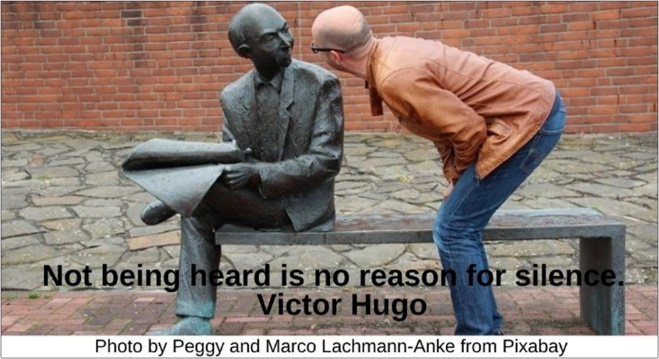 Not being heard is no reason for silence.
Victor Hugo
Photo by Peggy and Marco Lachmann-Anke from Pixabay